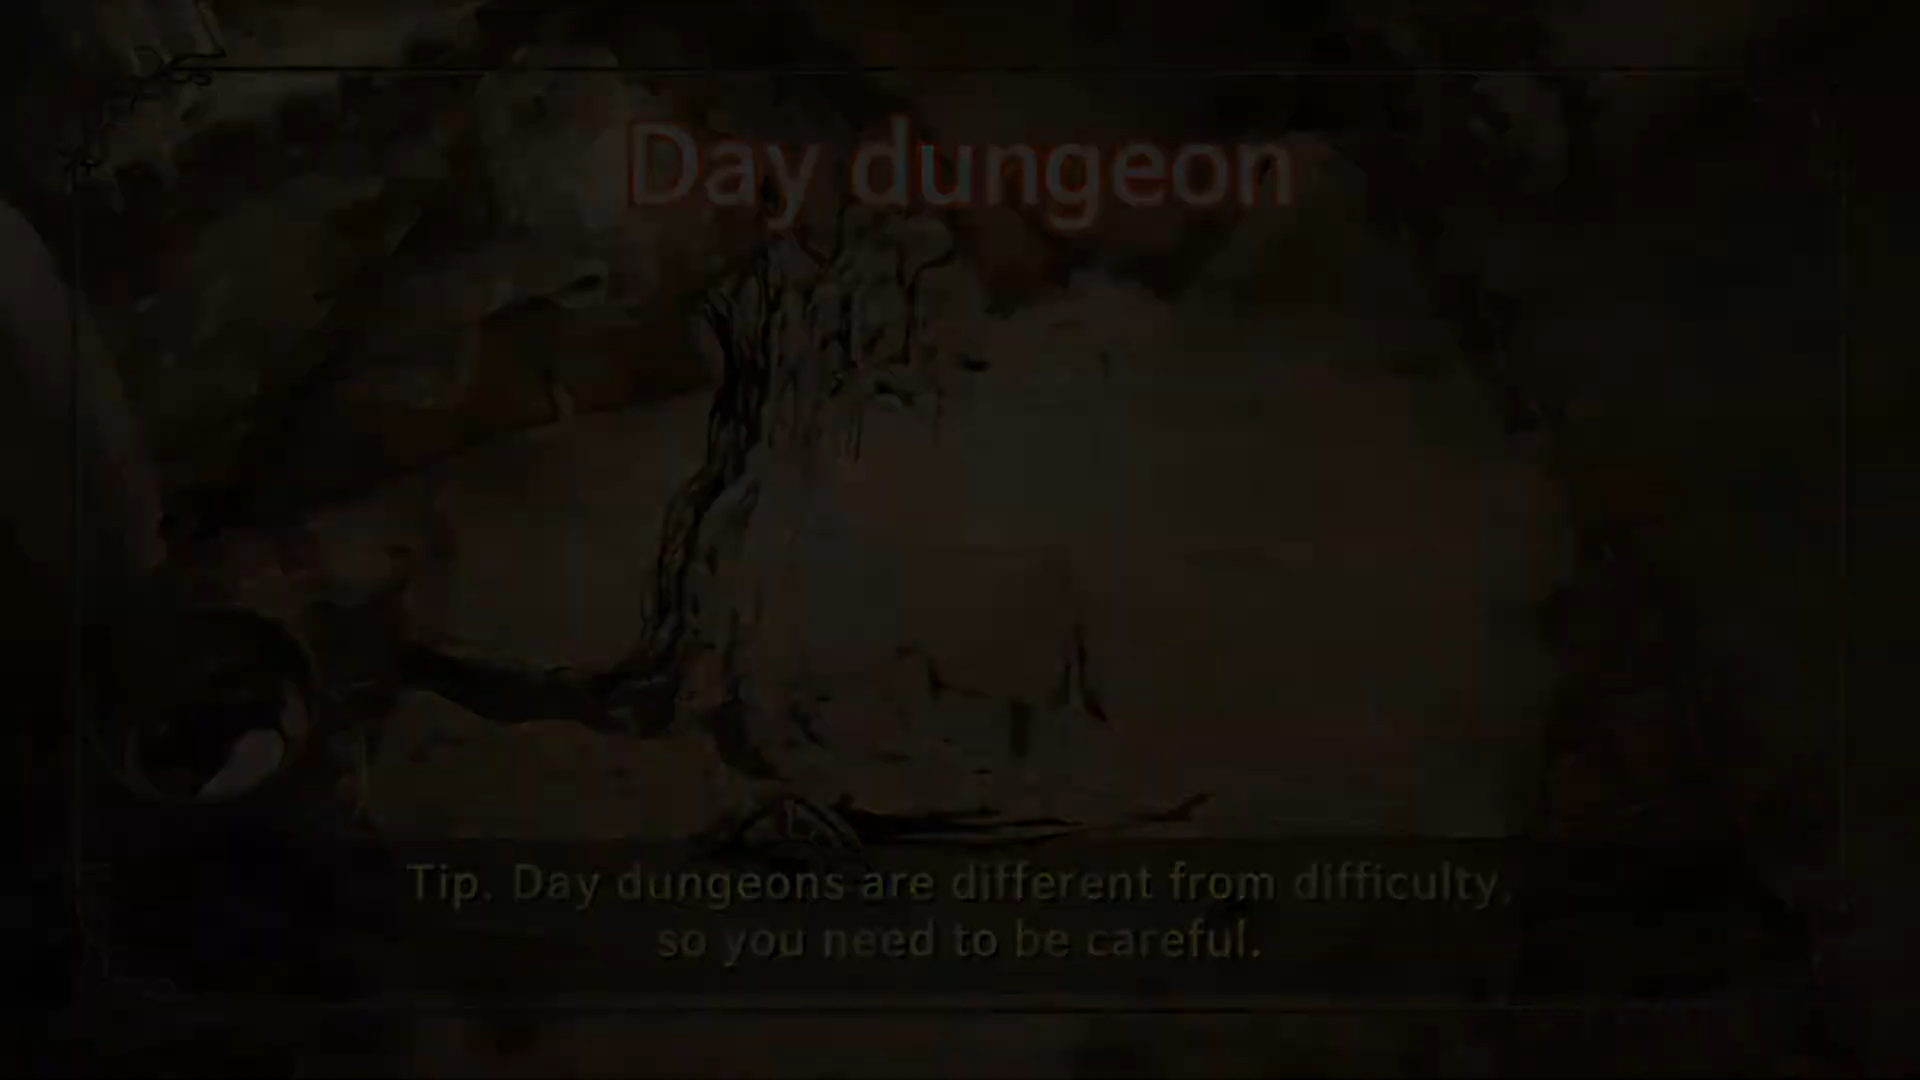 Day dungeon
Tip. Day dungeons are different from difficulty,
so you need to be careful.